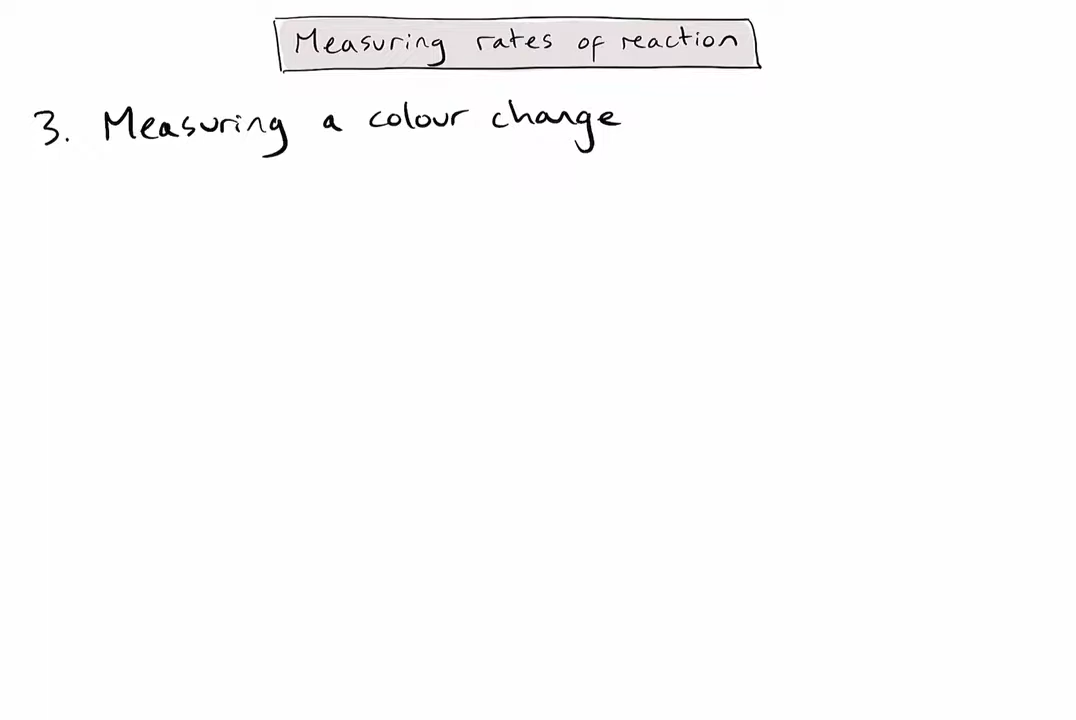 Measuring rates of reaction
3. Measuring a colour change